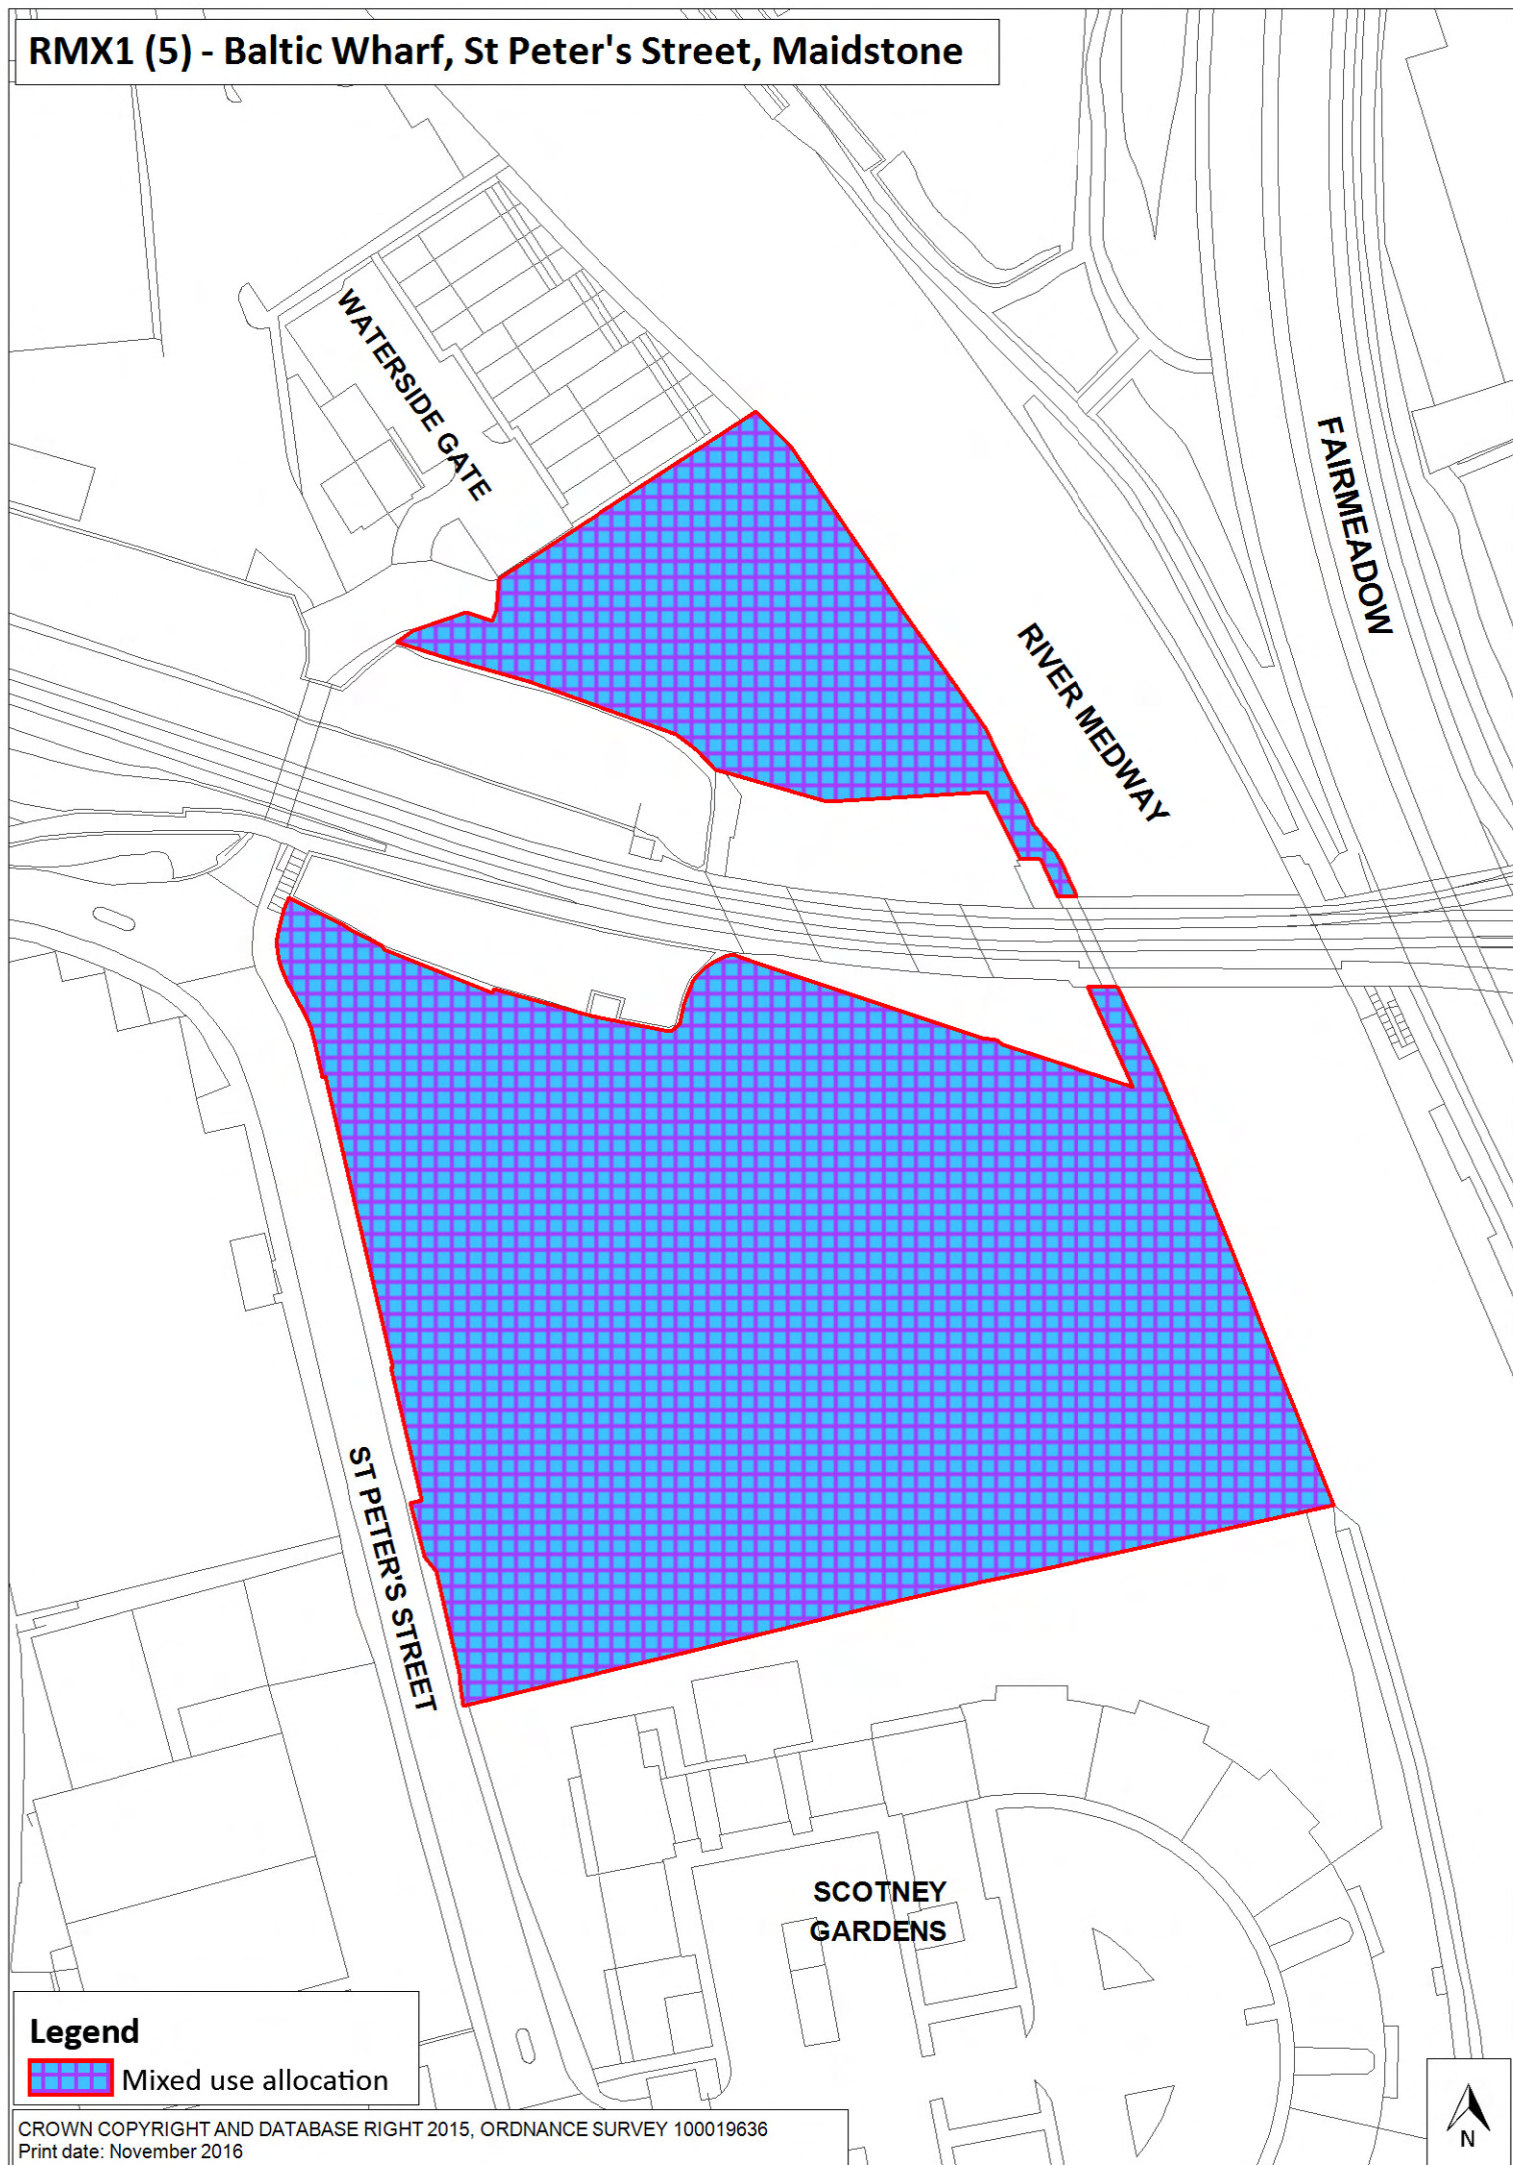 RMX1 (5) - Baltic Wharf, St Peter's Street, Maidstone
WATERSIDE GATE
FAIRMEADOW
RIVER MEDWAY
ST PETER'S STREET
SCOTNEY
GARDENS
Legend
Mixed use allocation
N
CROWN COPYRIGHT AND DATABASE RIGHT 2015, ORDNANCE SURVEY 100019636
Print date: November 2016